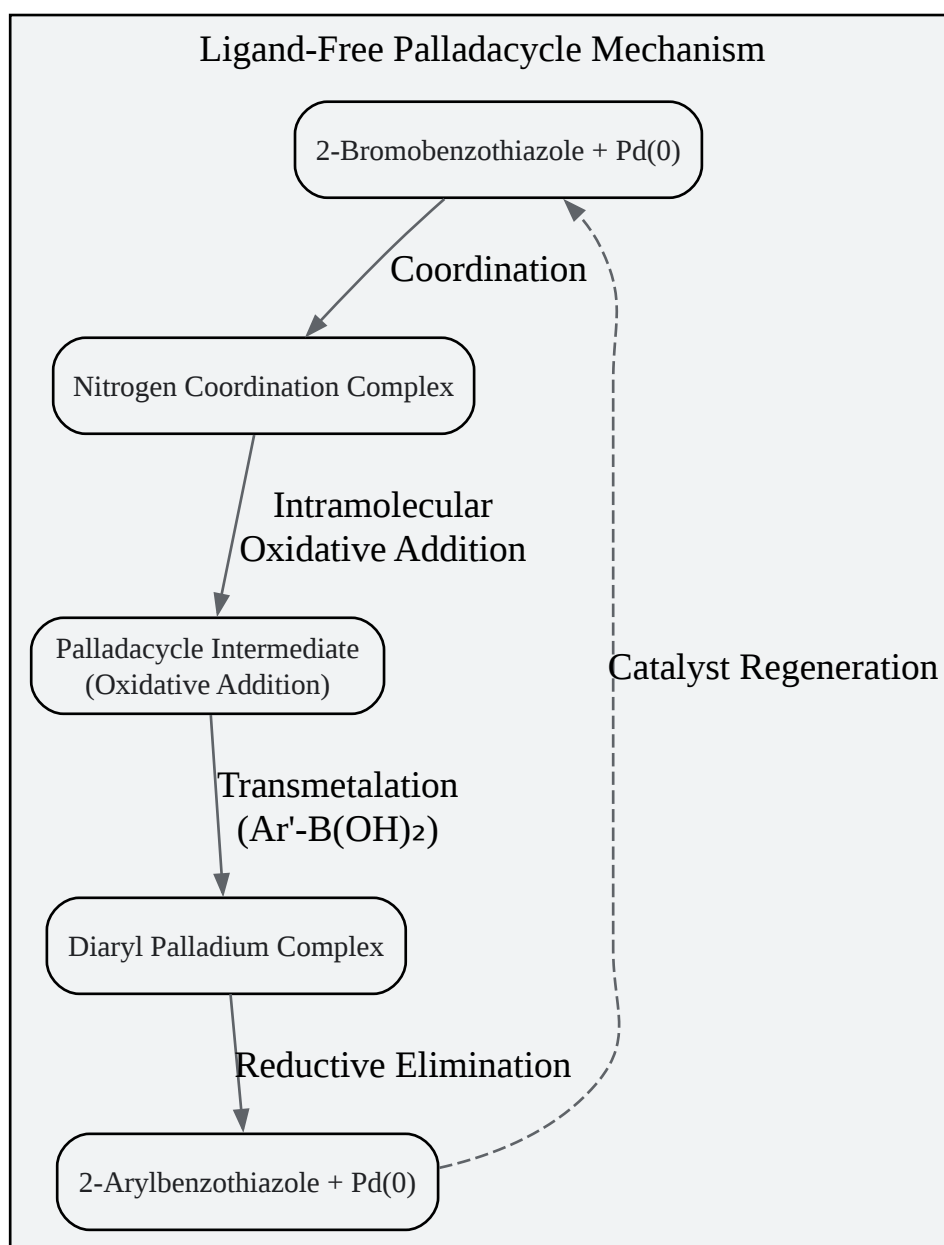 Ligand-Free Palladacycle Mechanism
2-Bromobenzothiazole + Pd(0)
Coordination
Nitrogen Coordination Complex
Intramolecular
Oxidative Addition
Palladacycle Intermediate
(Oxidative Addition)
Catalyst Regeneration
Transmetalation
(Ar'-B(OH)₂)
Diaryl Palladium Complex
Reductive Elimination
2-Arylbenzothiazole + Pd(0)